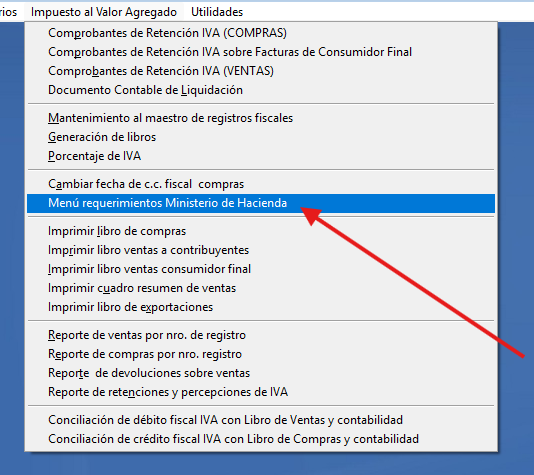 rios Impuesto al Valor Agregado Utilidades
Comprobantes de Retención IVA (COMPRAS)
Comprobantes de Retención IVA sobre Facturas de Consumidor Final
Comprobantes de Retención IVA (VENTAS)
Documento Contable de Liquidación
Mantenimiento al maestro de registros fiscales
Generación de libros
Porcentaje de IVA
Cambiar fecha de c.c. fiscal compras
Menú requerimientos Ministerio de Hacienda
Imprimir libro de compras
Imprimir libro ventas a contribuyentes
Imprimir libro ventas consumidor final
Imprimir cuadro resumen de ventas
Imprimir libro de exportaciones
Reporte de ventas por nro. de registro
Reporte de compras por nro. registro
Reporte de devoluciones sobre ventas
Reporte de retenciones y percepciones de IVA
Conciliación de débito fiscal IVA con Libro de Ventas y contabilidad
Conciliación de crédito fiscal IVA con Libro de Compras y contabilidad